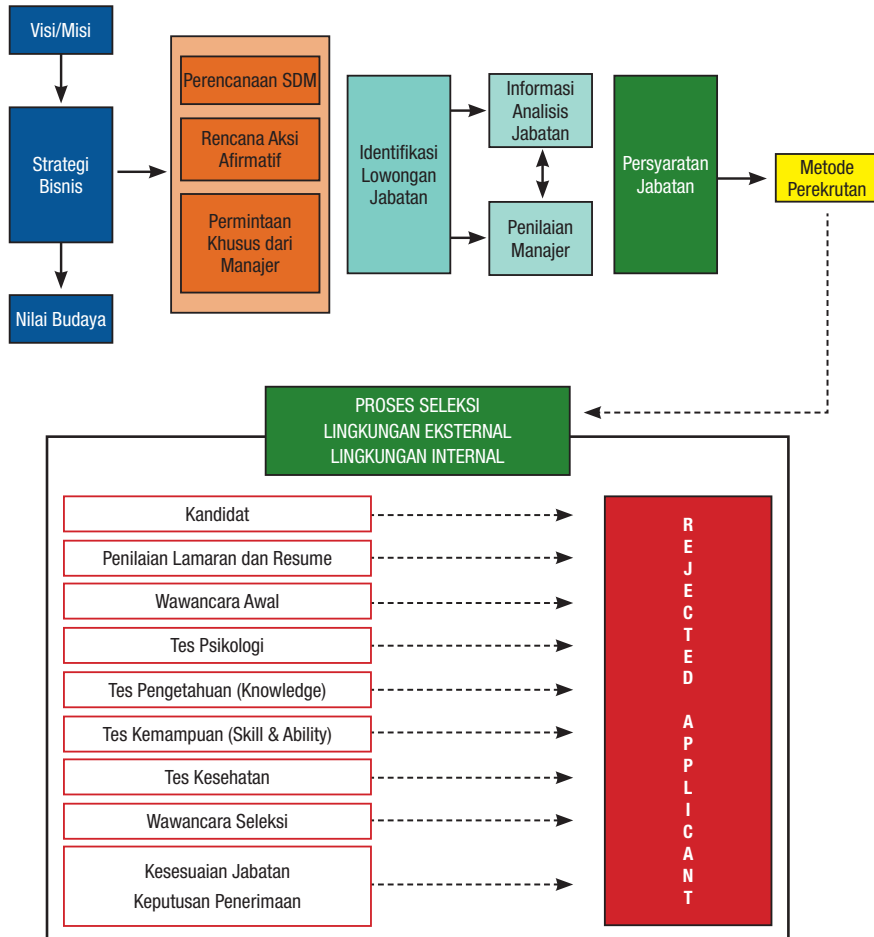 Visi/Misi
Strategi
Bisnis
Nilai Budaya
Perencanaan SDM
Rencana Aksi
Afirmatif
Permintaan
Khusus dari
Manajer
Identifikasi
Lowongan
Jabatan
Informasi
Analisis
Jabatan
Penilaian
Manajer
Persyaratan
Jabatan
Metode
Perekrutan
PROSES SELEKSI
LINGKUNGAN EKSTERNAL
LINGKUNGAN INTERNAL
Kandidat
Penilaian Lamaran dan Resume
Wawancara Awal
Tes Psikologi
Tes Pengetahuan (Knowledge)
Tes Kemampuan (Skill & Ability)
Tes Kesehatan
Wawancara Seleksi
Kesesuaian Jabatan
Keputusan Penerimaan
REJECTED APPLICANT